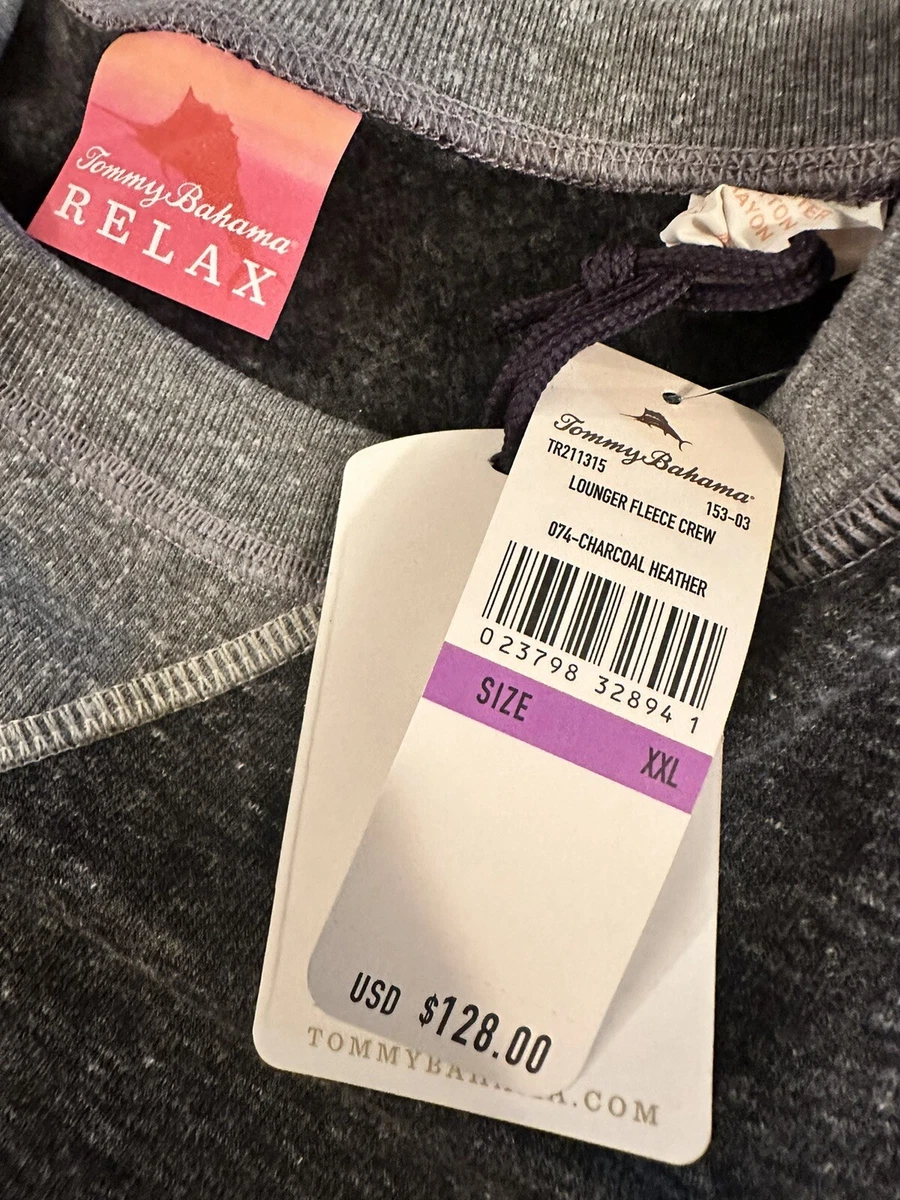 Tommy Bahama
RELAX
Tommy Bahama
TR211315
153-03
LOUNGER FLEECE CREW
074-CHARCOAL HEATHER
0 23798 32894 1
SIZE
XXL
USD $128.00